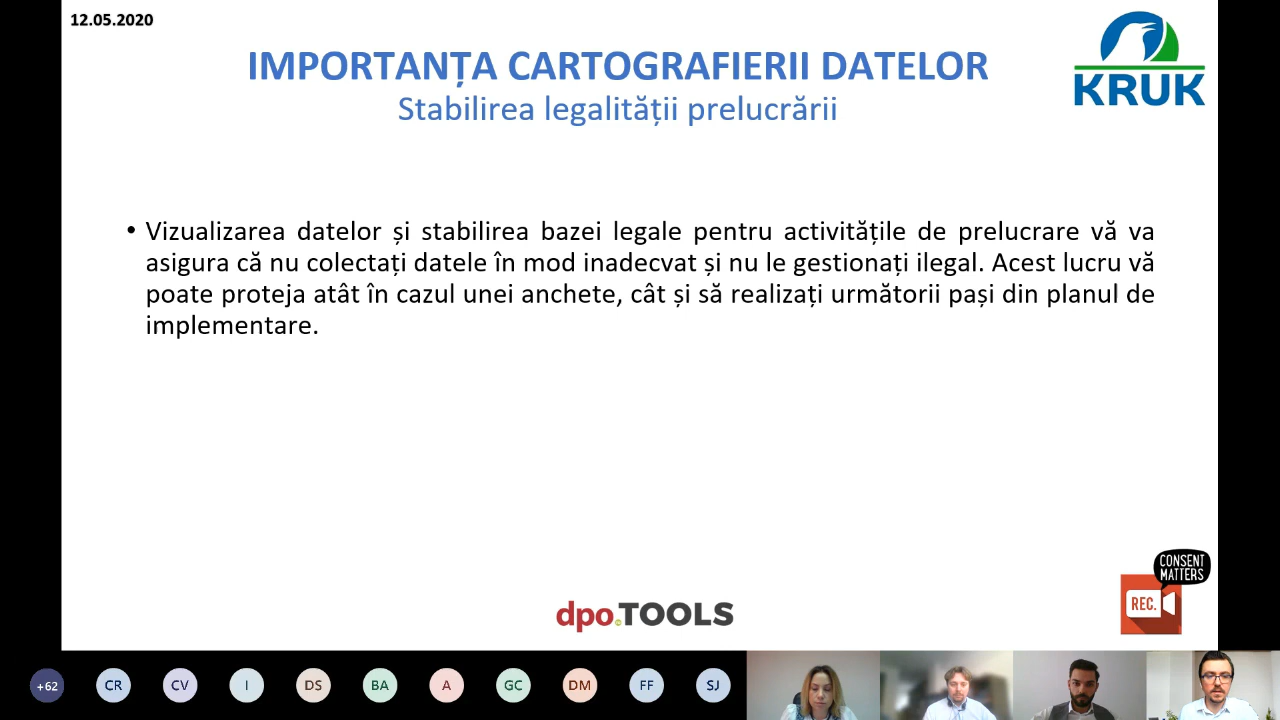 12.05.2020
IMPORTANȚA CARTOGRAFIERII DATELOR
KRUK
Stabilirea legalității prelucrării
• Vizualizarea datelor și stabilirea bazei legale pentru activitățile de prelucrare vă va
asigura că nu colectați datele în mod inadecvat și nu le gestionați ilegal. Acest lucru vă
poate proteja atât în cazul unei anchete, cât și să realizați următorii pași din planul de
implementare.
CONSENT
MATTERS
REC.
dpo.TOOLS
+62 CR CV I DS BA A GC DM FF SJ